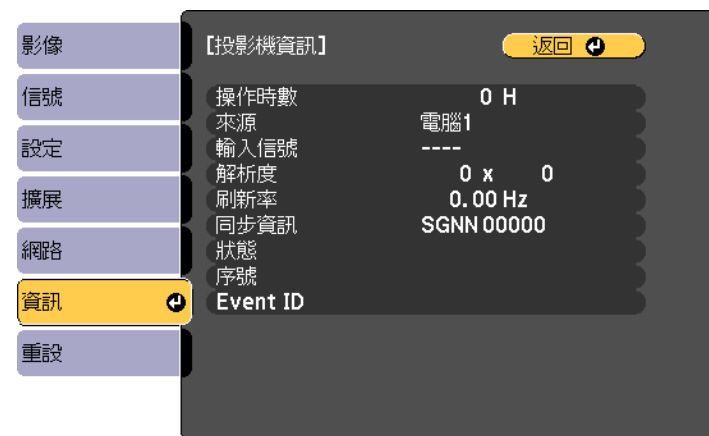 影像
信號
設定
擴展
網路
資訊
重設
[投影機資訊]
返回
操作時數 0 H
來源 電腦1
輸入信號 ----
解析度 0 x 0
刷新率 0.00 Hz
同步資訊 SGNN 00000
狀態
序號
Event ID